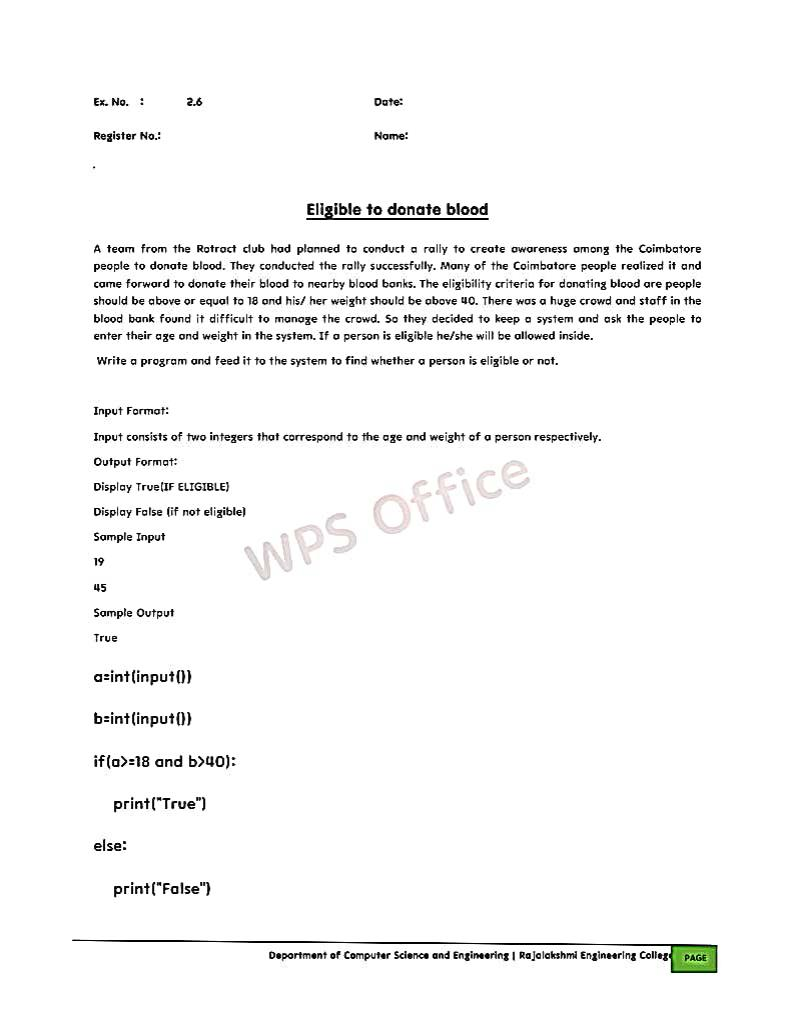 Ex. No. : 2.6 Date:
Register No.: Name:
.
Eligible to donate blood
A team from the Rotract club had planned to conduct a rally to create awareness among the Coimbatore
people to donate blood. They conducted the rally successfully. Many of the Coimbatore people realized it and
came forward to donate their blood to nearby blood banks. The eligibility criteria for donating blood are people
should be above or equal to 18 and his/ her weight should be above 40. There was a huge crowd and staff in the
blood bank found it difficult to manage the crowd. So they decided to keep a system and ask the people to
enter their age and weight in the system. If a person is eligible he/she will be allowed inside.
Write a program and feed it to the system to find whether a person is eligible or not.
Input Format:
Input consists of two integers that correspond to the age and weight of a person respectively.
Output Format:
Display True(IF ELIGIBLE)
Display False (if not eligible)
Sample Input
19
45
Sample Output
True
WPS Office
a=int(input())
b=int(input())
if(a>=18 and b>40):
print("True")
else:
print("False")
Department of Computer Science and Engineering | Rajalakshmi Engineering College
PAGE